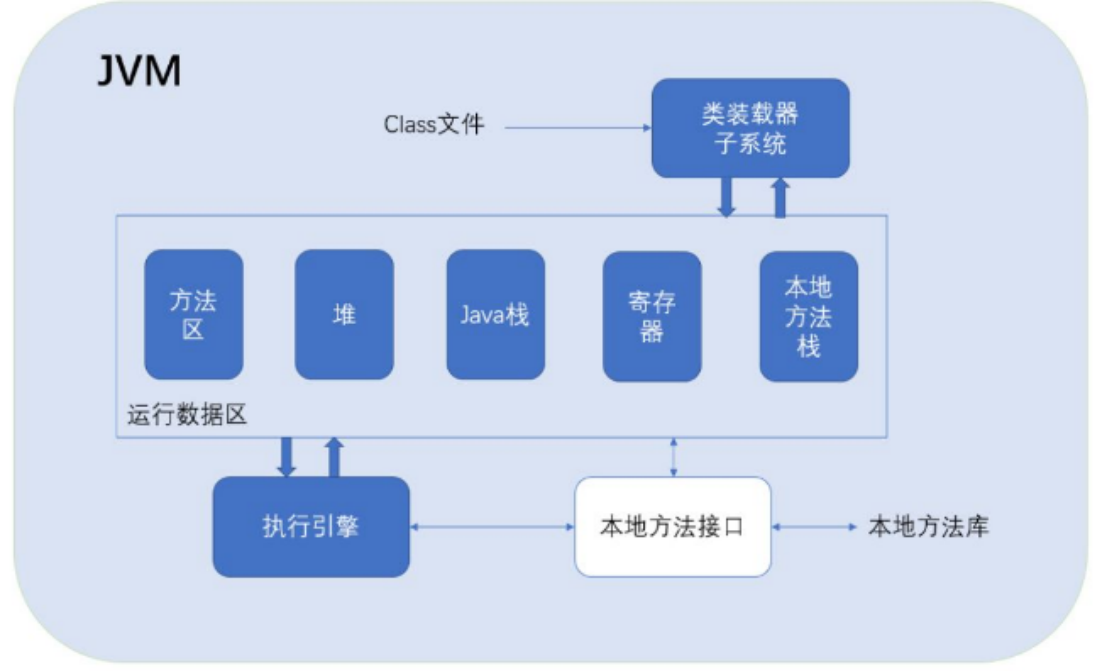 JVM
Class文件
类装载器
子系统
方法
区
堆
Java栈
寄存
器
本地
方法
栈
运行数据区
执行引擎
本地方法接口
本地方法库